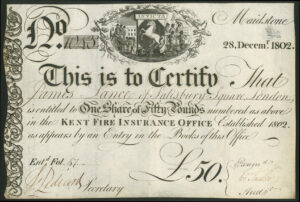 INVICTA
Maidstone
No.
28, Decemr. 1802.
This is to Certify That
James Lance of Salisbury Square, London
is entitled to One Share of Fifty Pounds numbered as above
in the KENT FIRE INSURANCE OFFICE Established 1802.
as appears by an Entry in the Books of this Office.
Entd. Fol.
£50.
Secretary